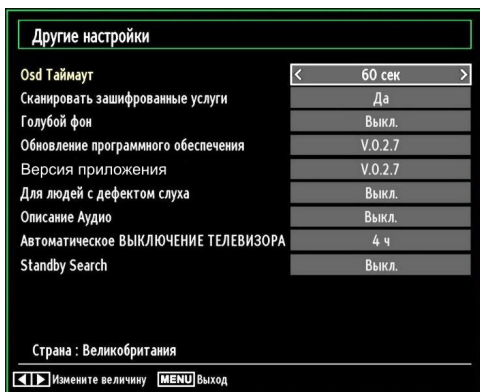 Другие настройки
Osd Таймаут < 60 сек >
Сканировать зашифрованные услуги Да
Голубой фон Выкл.
Обновление программного обеспечения V.0.2.7
Версия приложения V.0.2.7
Для людей с дефектом слуха Выкл.
Описание Аудио Выкл.
Автоматическое ВЫКЛЮЧЕНИЕ ТЕЛЕВИЗОРА 4 ч
Standby Search Выкл.
Страна : Великобритания
Измените величину MENU Выход